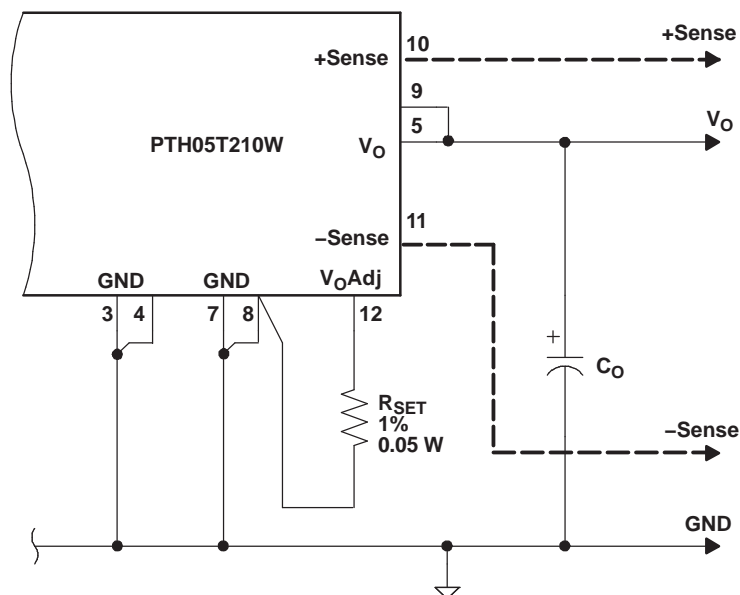 +Sense
10
+Sense
9
5
VO
VO
PTH05T210W
11
−Sense
GND
GND
VOAdj
3
4
7
8
12
+
CO
RSET
1%
0.05 W
−Sense
GND